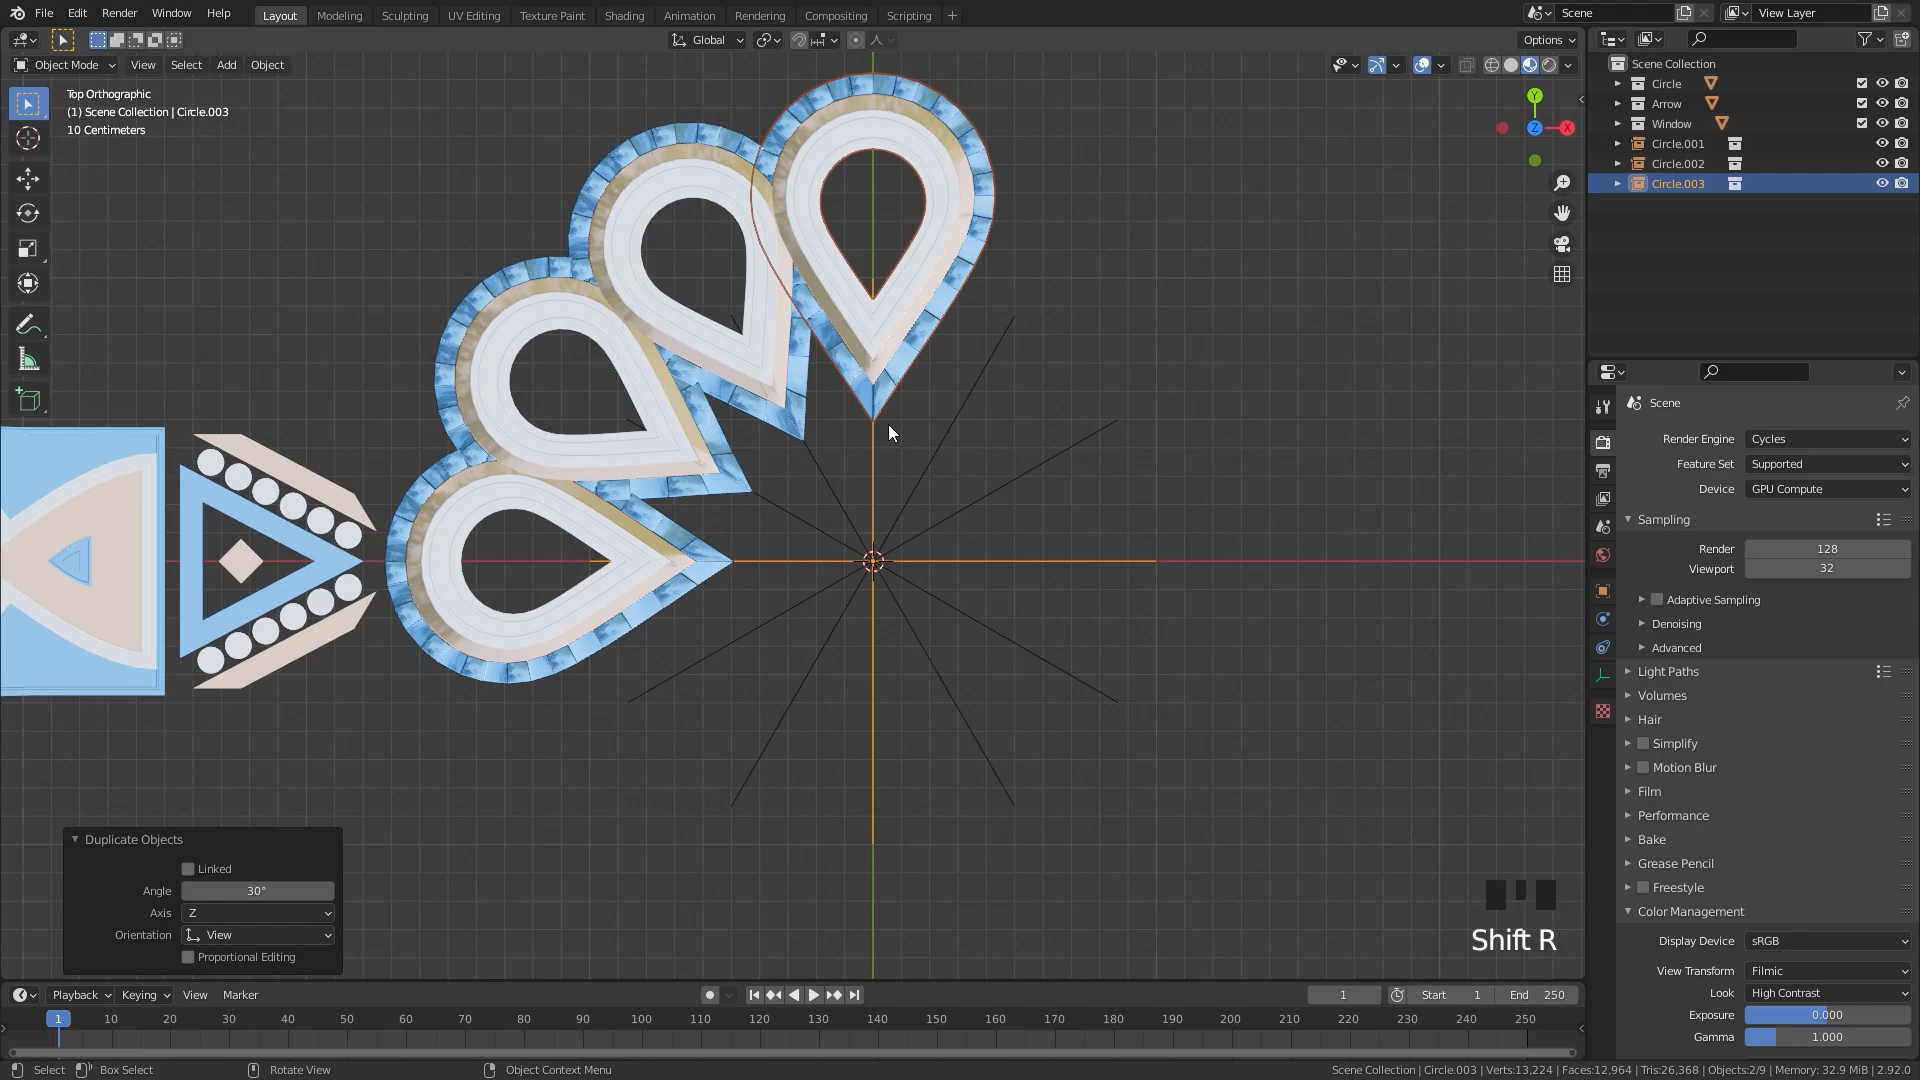 File Edit Render Window Help
Layout Modeling Sculpting UV Editing Texture Paint Shading Animation Rendering Compositing Scripting +
Scene
View Layer
Global
Options
Object Mode View Select Add Object
Top Orthographic
(1) Scene Collection | Circle.003
10 Centimeters
Y
Z
X
Scene Collection
Circle
Arrow
Window
Circle.001
Circle.002
Circle.003
Scene
Render Engine Cycles
Feature Set Supported
Device GPU Compute
Sampling
Render 128
Viewport 32
Adaptive Sampling
Denoising
Advanced
Light Paths
Volumes
Hair
Simplify
Motion Blur
Film
Performance
Bake
Grease Pencil
Freestyle
Color Management
Display Device sRGB
View Transform Filmic
Look High Contrast
Exposure 0.000
Gamma 1.000
Duplicate Objects
Linked
Angle 30°
Axis Z
Orientation View
Proportional Editing
Shift R
Playback Keying View Marker
1 Start 1 End 250
1 10 20 30 40 50 60 70 80 90 100 110 120 130 140 150 160 170 180 190 200 210 220 230 240 250
Select Box Select Rotate View Object Context Menu
Scene Collection | Circle.003 | Verts:13,224 | Faces:12,964 | Tris:26,368 | Objects:2/9 | Memory: 32.9 MiB | 2.92.0